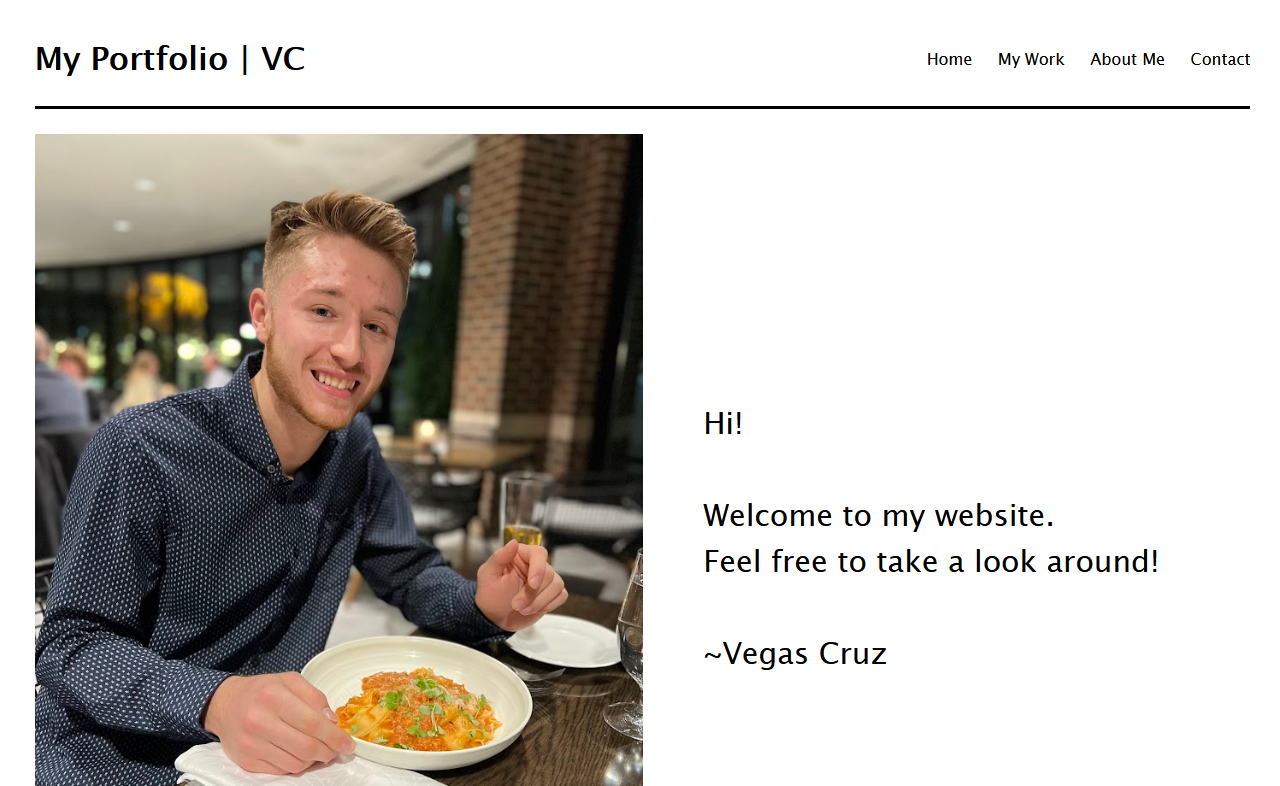 My Portfolio | VC
Home My Work About Me Contact
Hi!
Welcome to my website.
Feel free to take a look around!
~Vegas Cruz